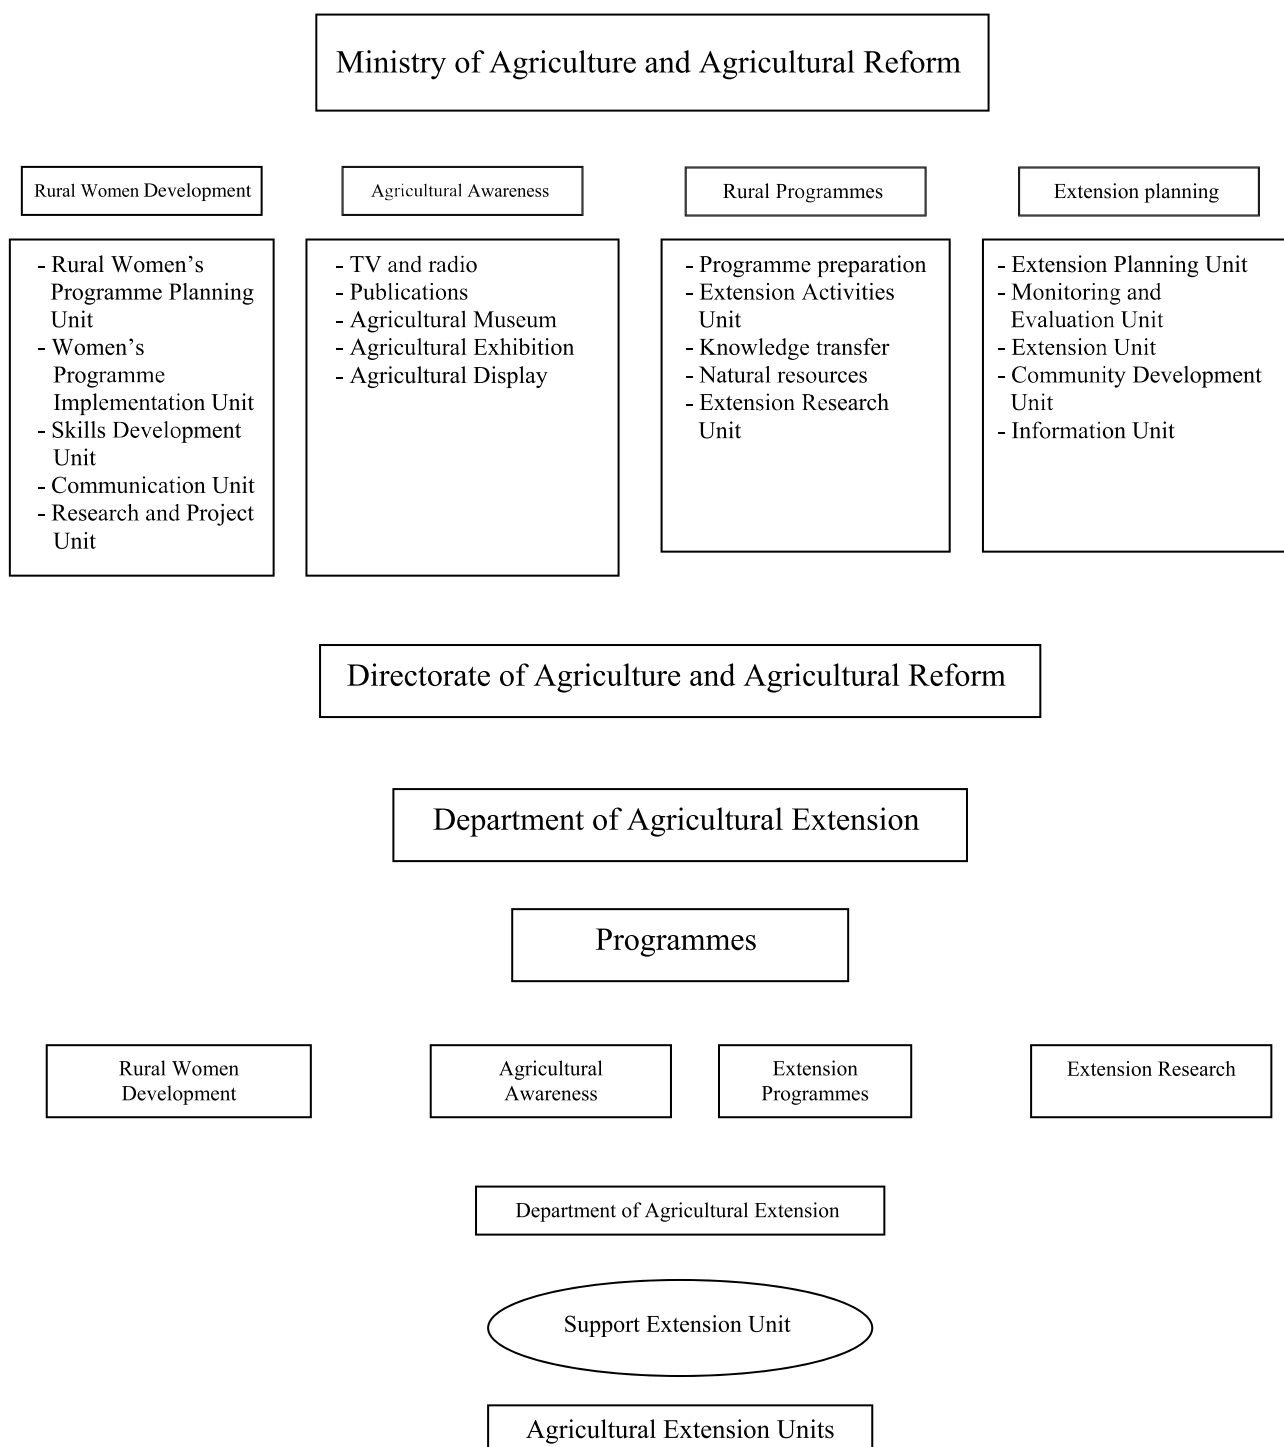 Ministry of Agriculture and Agricultural Reform
Rural Women Development
Agricultural Awareness
Rural Programmes
Extension planning
- Rural Women’s
Programme Planning
Unit
- Women’s
Programme
Implementation Unit
- Skills Development
Unit
- Communication Unit
- Research and Project
Unit
- TV and radio
- Publications
- Agricultural Museum
- Agricultural Exhibition
- Agricultural Display
- Programme preparation
- Extension Activities
Unit
- Knowledge transfer
- Natural resources
- Extension Research
Unit
- Extension Planning Unit
- Monitoring and
Evaluation Unit
- Extension Unit
- Community Development
Unit
- Information Unit
Directorate of Agriculture and Agricultural Reform
Department of Agricultural Extension
Programmes
Rural Women
Development
Agricultural
Awareness
Extension
Programmes
Extension Research
Department of Agricultural Extension
Support Extension Unit
Agricultural Extension Units